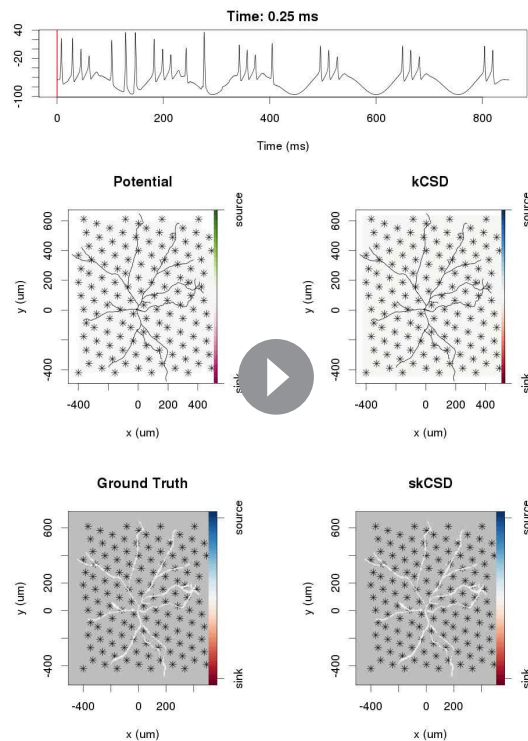 Time: 0.25 ms
40
-20
-100
0 200 400 600 800
Time (ms)
Potential
kCSD
y (um)
600
400
200
0
-400
-400 0 200 400
x (um)
source
sink
y (um)
600
400
200
0
-400
-400 0 200 400
x (um)
source
sink
Ground Truth
skCSD
y (um)
600
200
0
-400
-400 0 200 400
x (um)
source
sink
y (um)
600
200
0
-400
-400 0 200 400
x (um)
source
sink